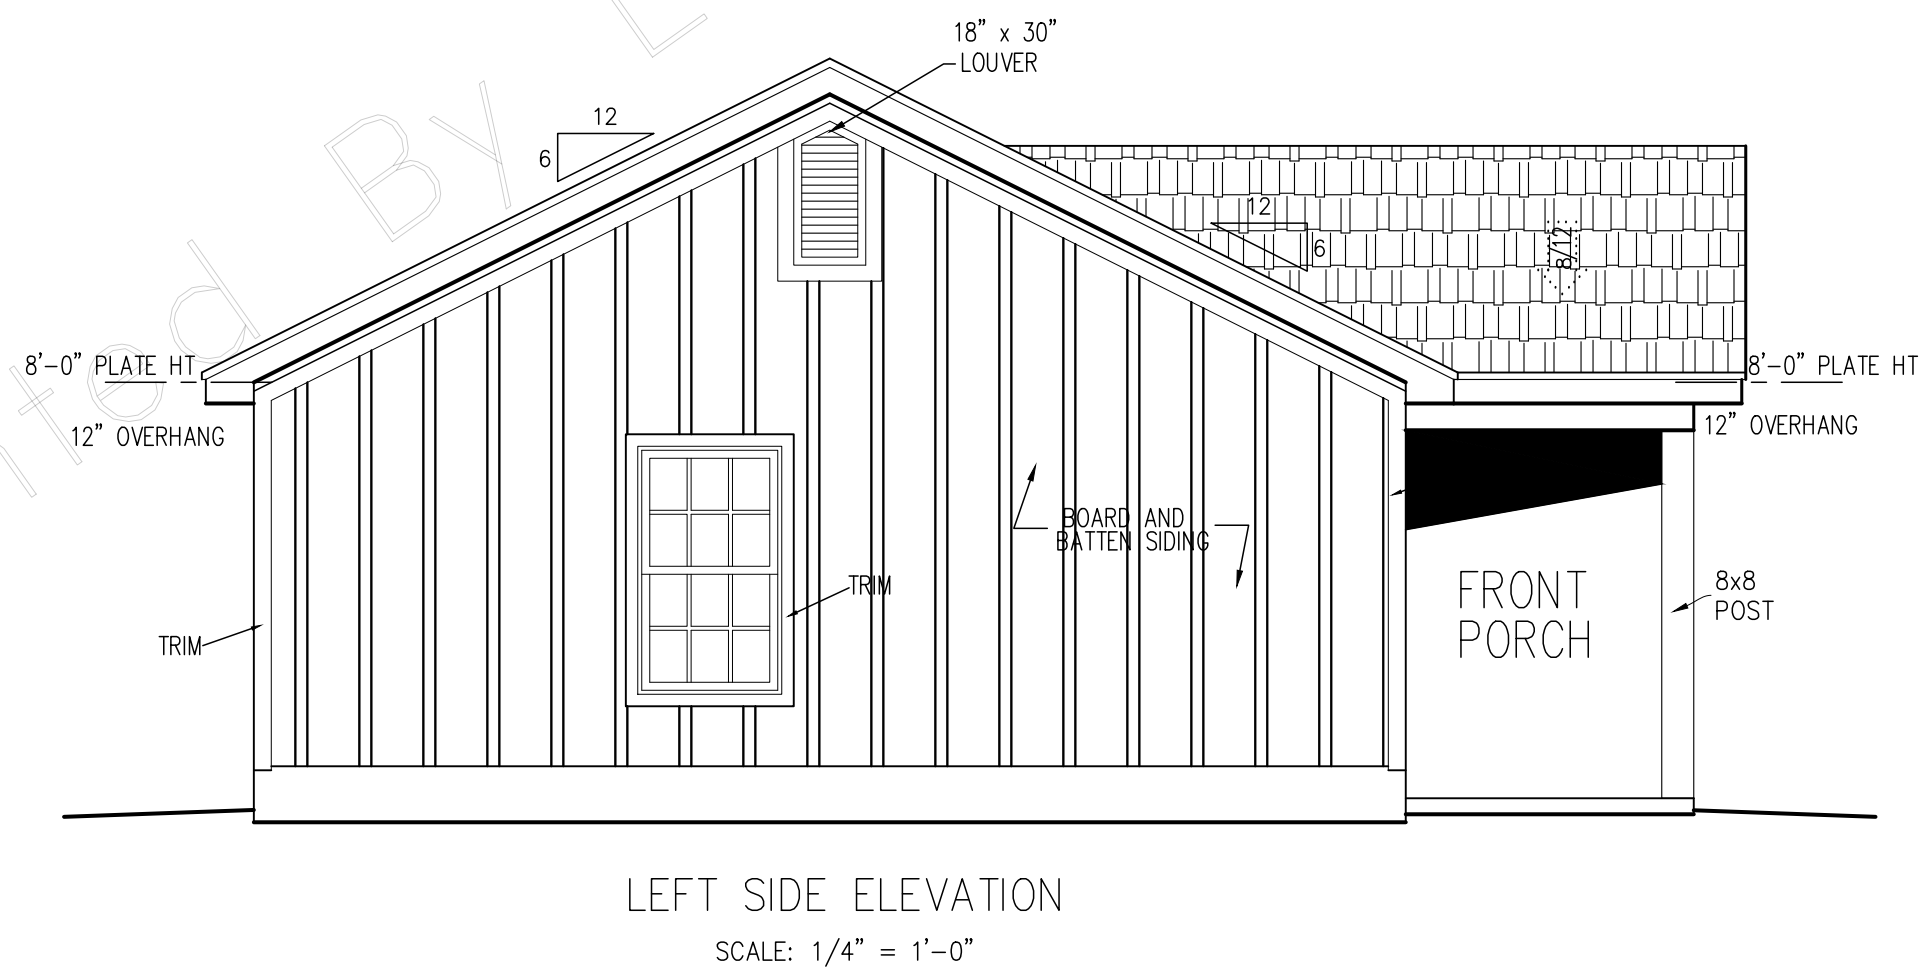 18” x 30”
LOUVER
12
6
12
6
8/12
8’-0” PLATE HT
8’-0” PLATE HT
12” OVERHANG
12” OVERHANG
BOARD AND
BATTEN SIDING
TRIM
TRIM
FRONT
PORCH
8x8
POST
LEFT SIDE ELEVATION
SCALE: 1/4” = 1’-0”
By